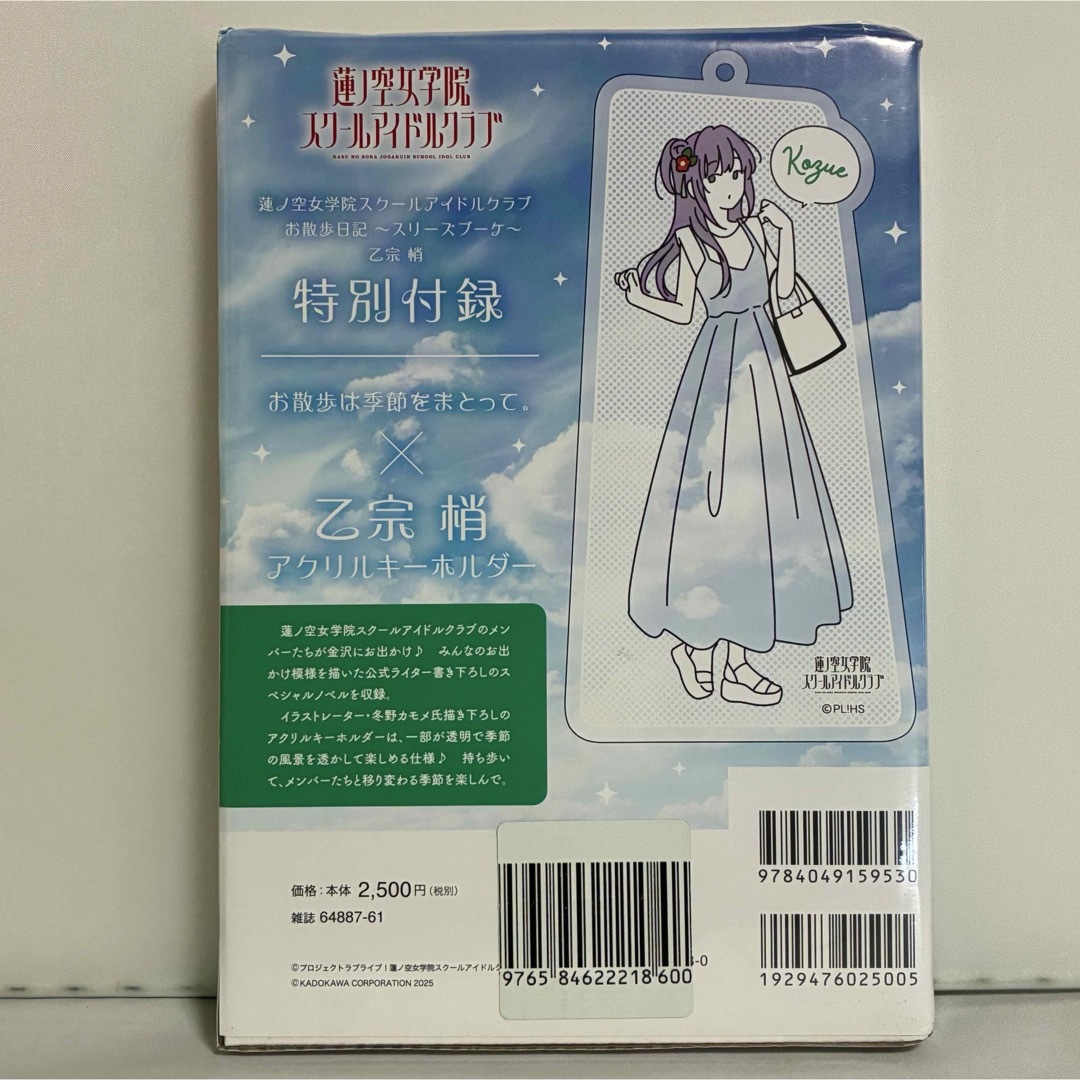 蓮ノ空女学院
スクールアイドルクラブ
HASU NO SORA JOGAKUIN SCHOOL IDOL CLUB
蓮ノ空女学院スクールアイドルクラブ
お散歩日記 ～スリーズブーケ～
乙宗 梢
特別付録
お散歩は季節をまとって。
×
乙宗 梢
アクリルキーホルダー
蓮ノ空女学院スクールアイドルクラブのメン
バーたちが金沢にお出かけ♪ みんなのお出
かけ模様を描いた公式ライター書き下ろしのス
ペシャルノベルを収録。
イラストレーター・冬野カモメ氏描き下ろしの
アクリルキーホルダーは、一部が透明で季節
の風景を透かして楽しめる仕様♪ 持ち歩い
て、メンバーたちと移り変わる季節を楽しんで。
Kozue
蓮ノ空女学院
スクールアイドルクラブ
©PL!HS
価格：本体 2,500円（税別）
雑誌 64887-61
©プロジェクトラブライブ！蓮ノ空女学院スクールアイドルク
©KADOKAWA CORPORATION 2025
9765 84622218 600
-0
9784049159530
1929476025005